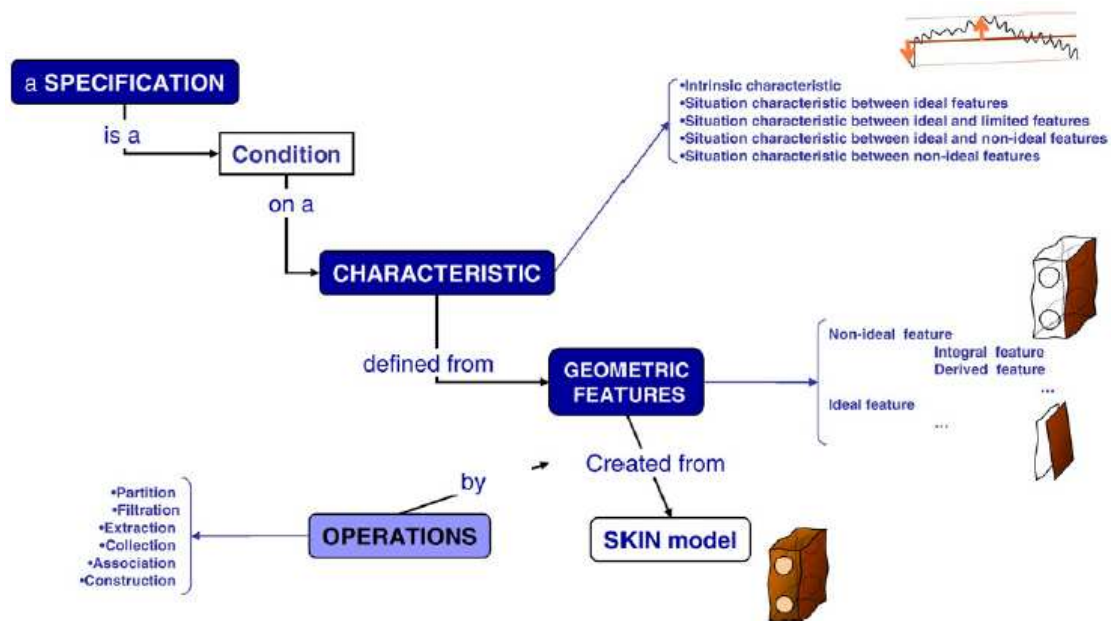 a SPECIFICATION
is a
Condition
on a
CHARACTERISTIC
•Intrinsic characteristic
•Situation characteristic between ideal features
•Situation characteristic between ideal and limited features
•Situation characteristic between ideal and non-ideal features
•Situation characteristic between non-ideal features
defined from
GEOMETRIC
FEATURES
Non-ideal feature
Integral feature
Derived feature
...
Ideal feature
...
Created from
by
SKIN model
OPERATIONS
•Partition
•Filtration
•Extraction
•Collection
•Association
•Construction